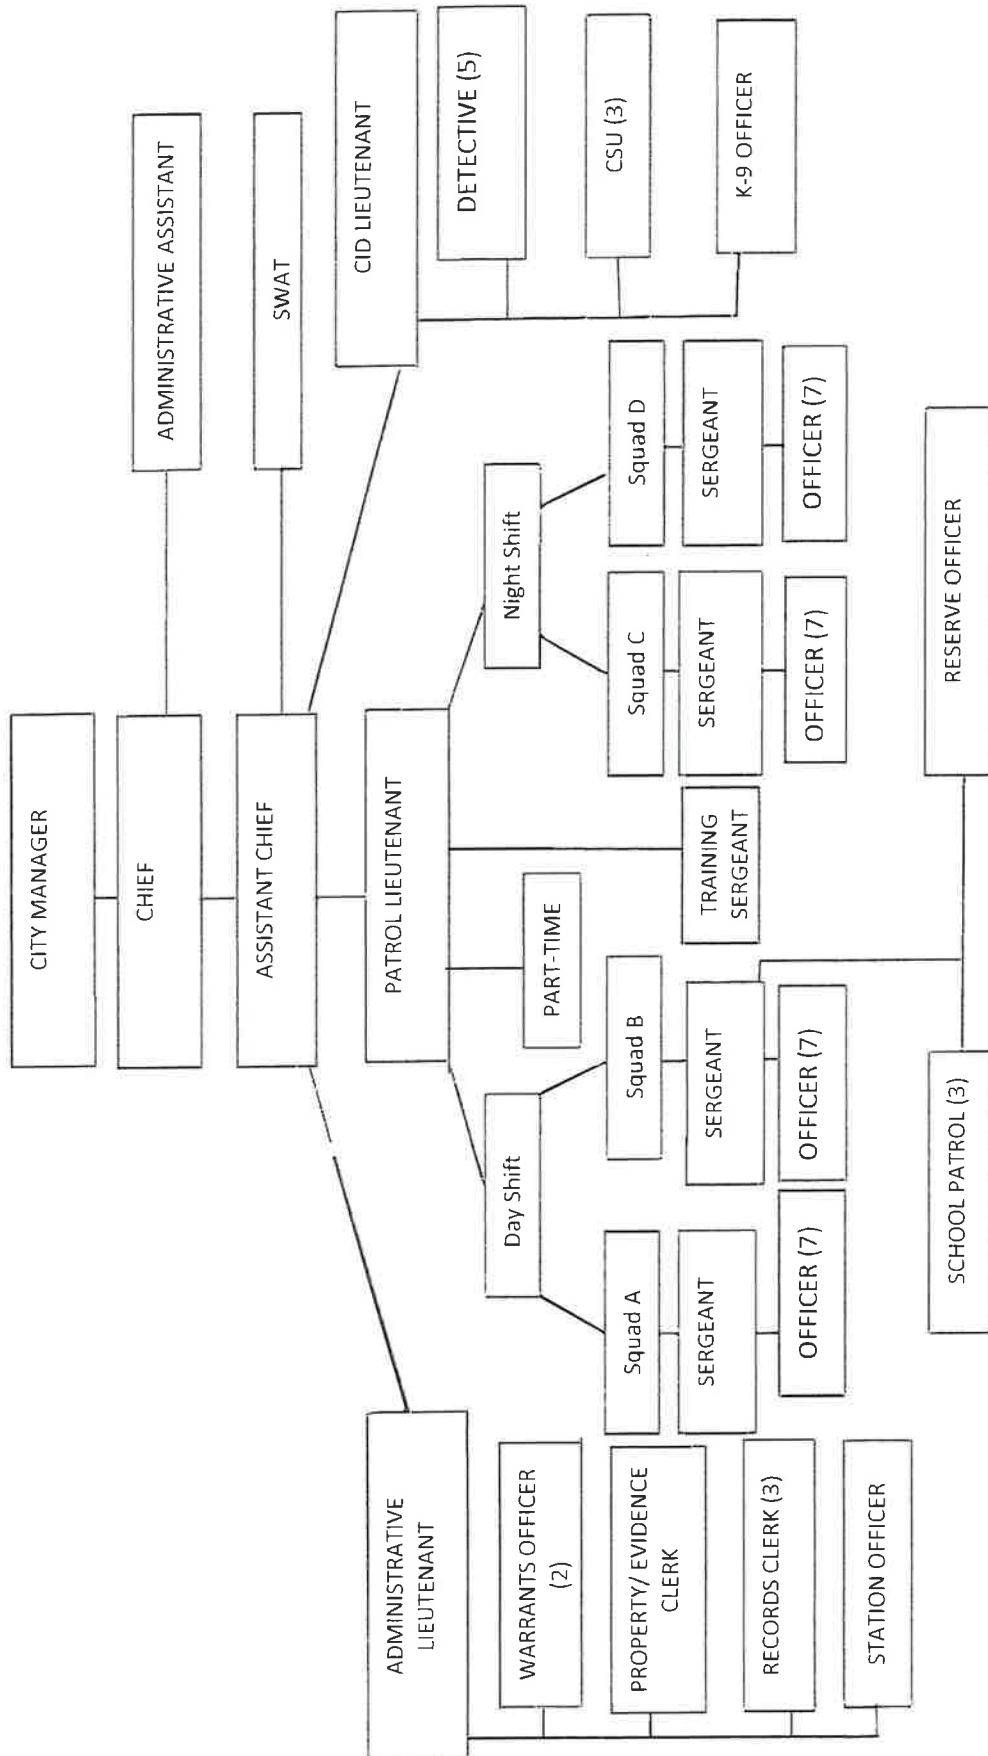 CITY MANAGER
CHIEF
ADMINISTRATIVE ASSISTANT
ASSISTANT CHIEF
SWAT
ADMINISTRATIVE
LIEUTENANT
PATROL LIEUTENANT
CID LIEUTENANT
WARRANTS OFFICER
(2)
PROPERTY/ EVIDENCE
CLERK
RECORDS CLERK (3)
STATION OFFICER
Day Shift
PART-TIME
Night Shift
DETECTIVE (5)
CSU (3)
K-9 OFFICER
Squad A
Squad B
Squad C
Squad D
SERGEANT
SERGEANT
TRAINING
SERGEANT
SERGEANT
SERGEANT
OFFICER (7)
OFFICER (7)
OFFICER (7)
OFFICER (7)
SCHOOL PATROL (3)
RESERVE OFFICER